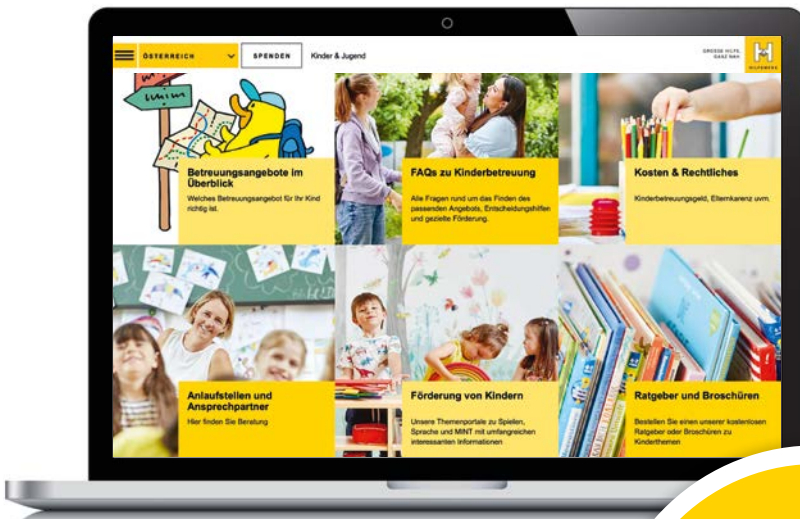 ÖSTERREICH
SPENDEN
Kinder & Jugend
GROSSE HILFE,
GANZ NAH.
H
HILFSWERK
Betreuungsangebote im
Überblick
Welches Betreuungsangebot für Ihr Kind
richtig ist.
FAQs zu Kinderbetreuung
Alle Fragen rund um das Finden des
passenden Angebots, Entscheidungshilfen
und gezielte Förderung.
Kosten & Rechtliches
Kinderbetreuungsgeld, Elternkarenz uvm.
Anlaufstellen und
Ansprechpartner
Hier finden Sie Beratung
Förderung von Kindern
Unsere Themenportale zu Spielen,
Sprache und MINT mit umfangreichen
interessanten Informationen
Ratgeber und Broschüren
Bestellen Sie einen unserer kostenlosen
Ratgeber oder Broschüren zu
Kinderthemen